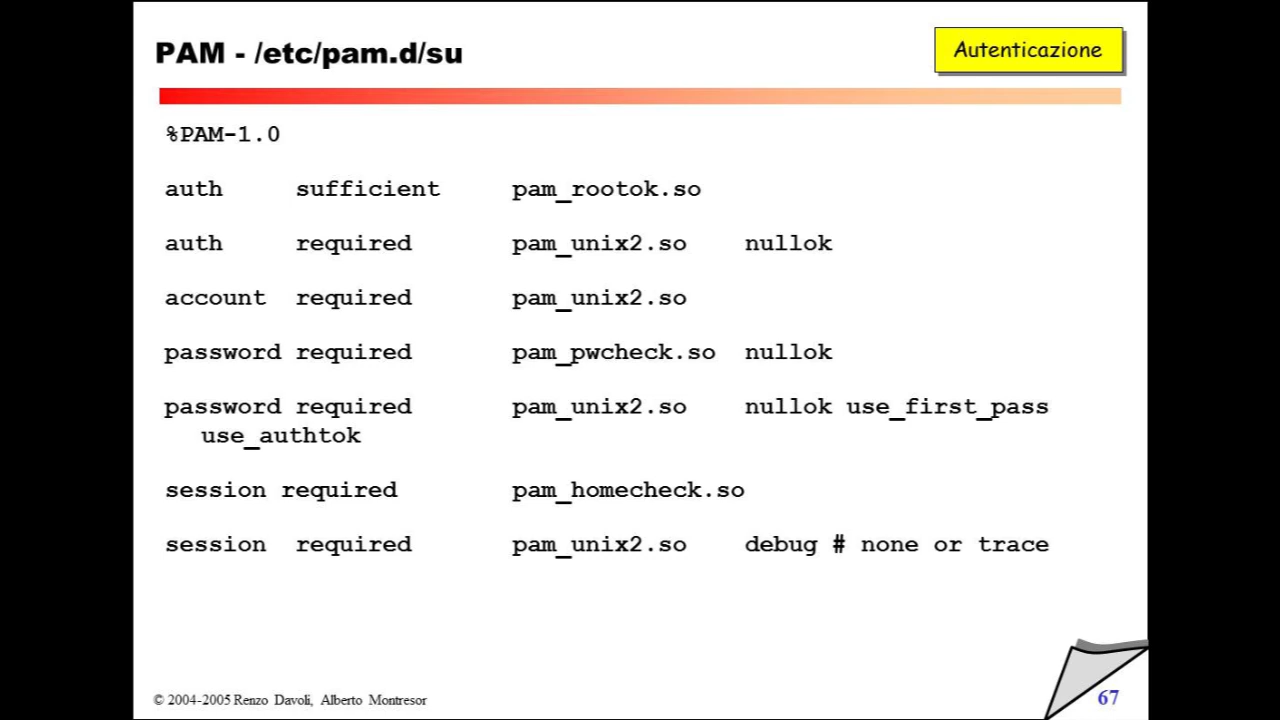 PAM - /etc/pam.d/su
Autenticazione
%PAM-1.0
auth sufficient pam_rootok.so
auth required pam_unix2.so nullok
account required pam_unix2.so
password required pam_pwcheck.so nullok
password required pam_unix2.so nullok use_first_pass
use_authtok
session required pam_homecheck.so
session required pam_unix2.so debug # none or trace
© 2004-2005 Renzo Davoli, Alberto Montresor
67